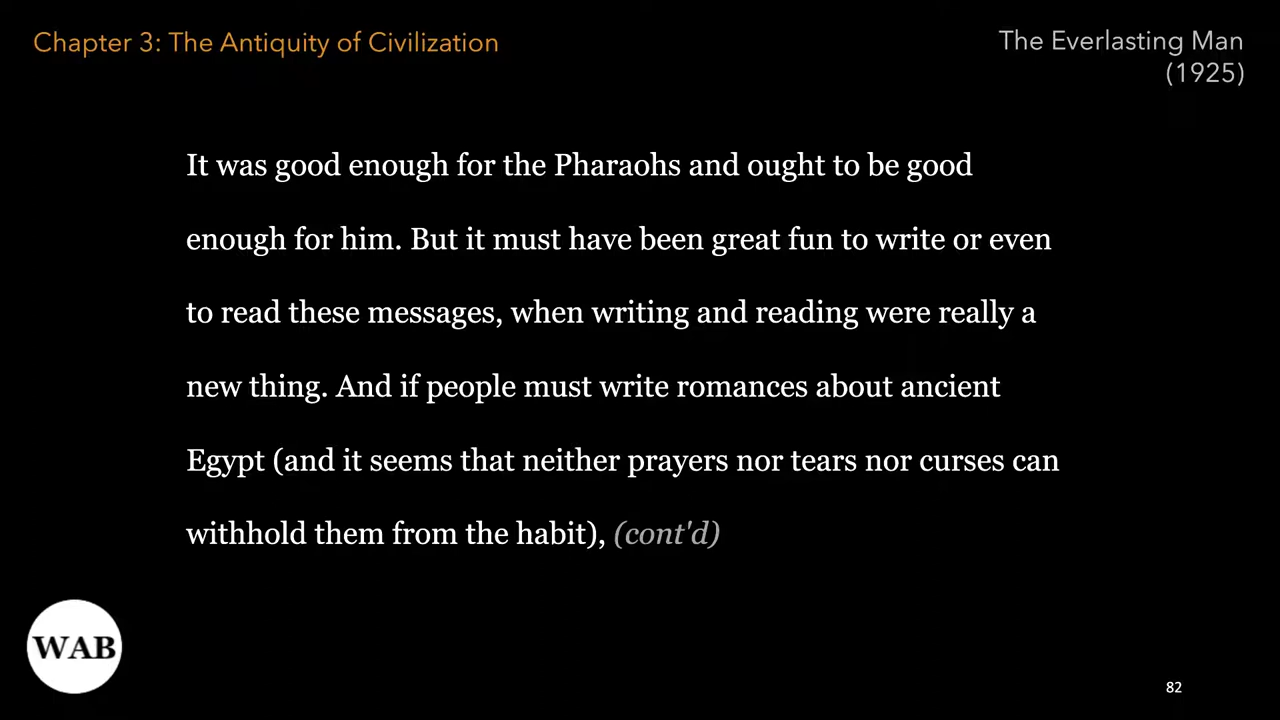 Chapter 3: The Antiquity of Civilization
The Everlasting Man
(1925)
It was good enough for the Pharaohs and ought to be good
enough for him. But it must have been great fun to write or even
to read these messages, when writing and reading were really a
new thing. And if people must write romances about ancient
Egypt (and it seems that neither prayers nor tears nor curses can
withhold them from the habit), (cont'd)
WAB
82